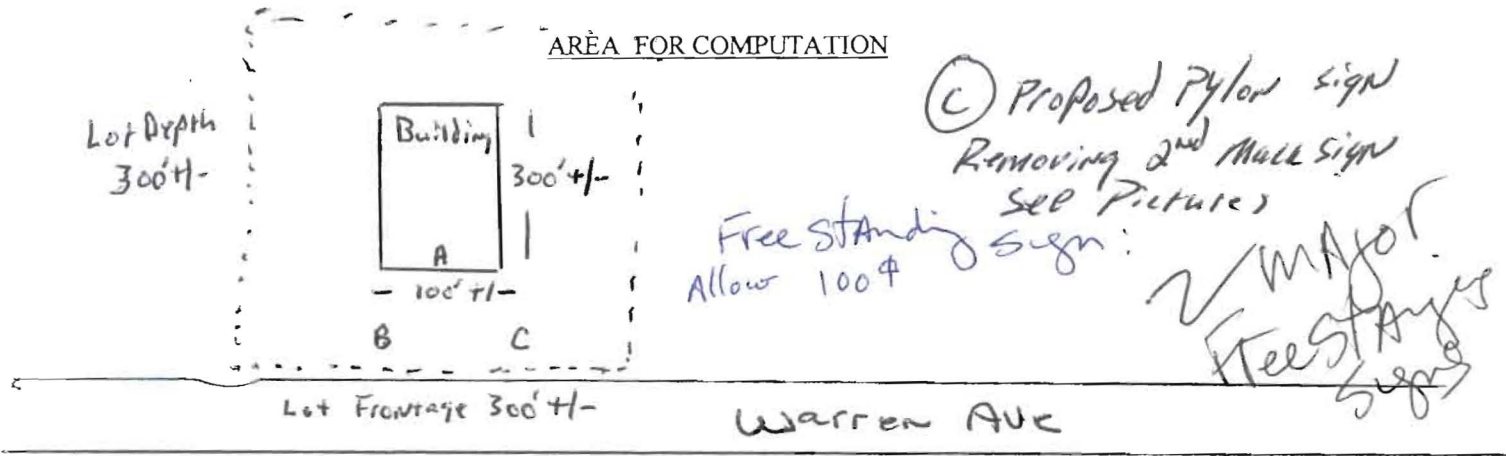 AREA FOR COMPUTATION
Lot Depth
300' +/-
Building
300' +/-
A
- 100' +/-
B
C
Lot Frontage 300' +/-
Warren Ave
(C) Proposed Pylon sign
Removing 2nd Mack sign
See Pictures
Free Standing Sign:
Allow 100
MAjor
FreeStAnding
Signs